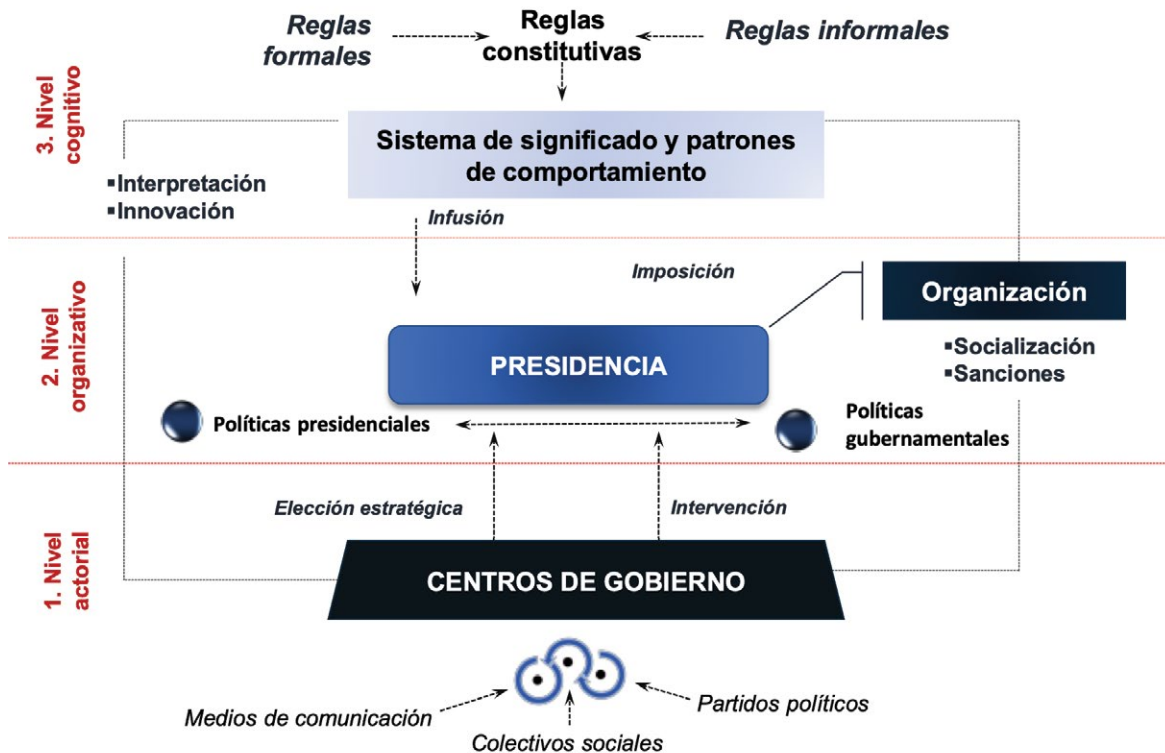 Reglas
formales
Reglas
constitutivas
Reglas informales
3. Nivel
cognitivo
Sistema de significado y patrones
de comportamiento
▪Interpretación
▪Innovación
Infusión
2. Nivel
organizativo
Imposición
Organización
▪Socialización
▪Sanciones
PRESIDENCIA
Políticas presidenciales
Políticas
gubernamentales
1. Nivel
actorial
Elección estratégica
Intervención
CENTROS DE GOBIERNO
Medios de comunicación
Colectivos sociales
Partidos políticos